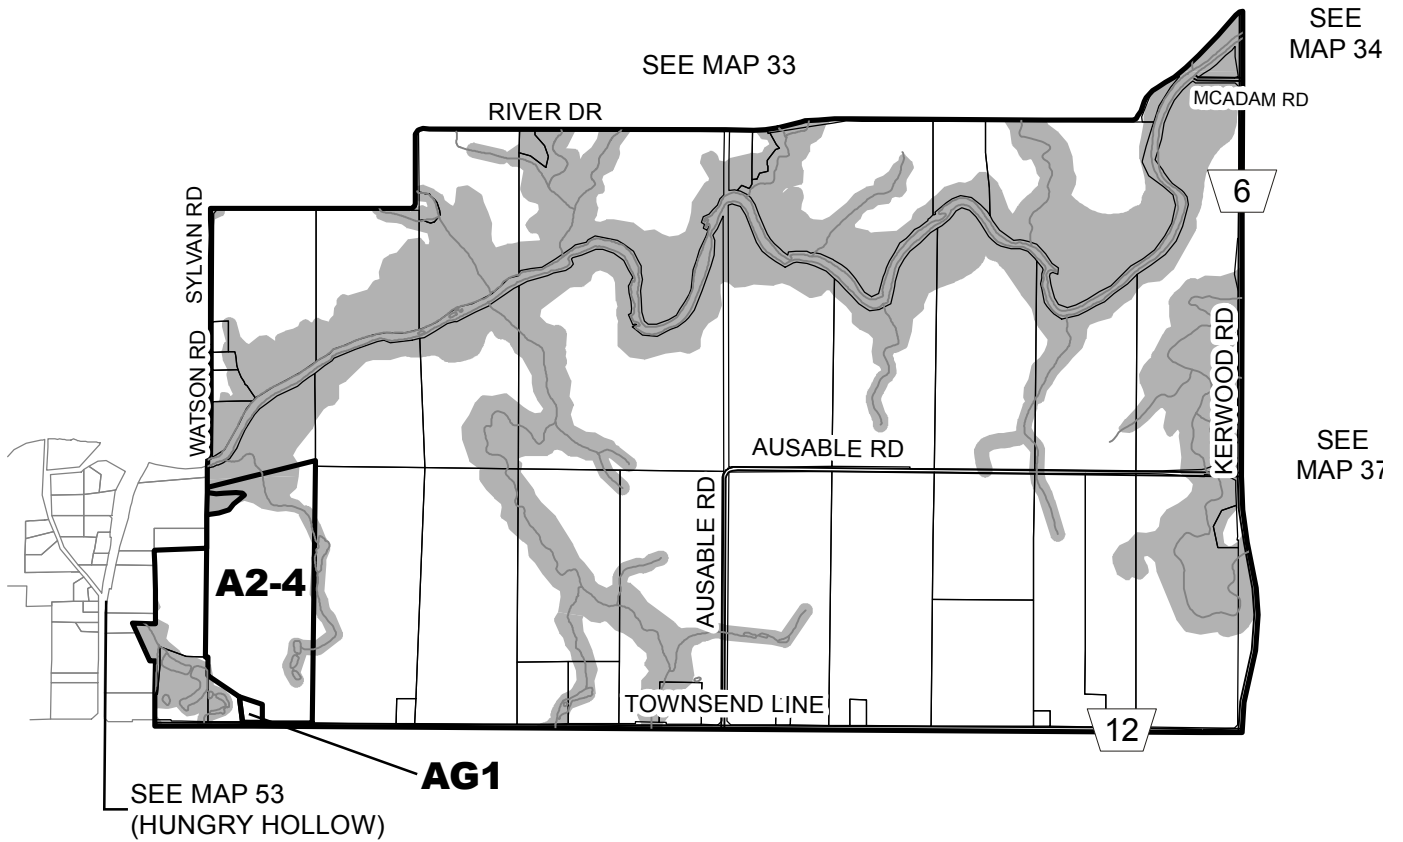 SEE
MAP 34
SEE MAP 33
RIVER DR
MCADAM RD
6
SYLVAN RD
WATSON RD
KERWOOD RD
AUSABLE RD
SEE
MAP 37
AUSABLE RD
A2-4
TOWNSEND LINE
12
AG1
SEE MAP 53
(HUNGRY HOLLOW)